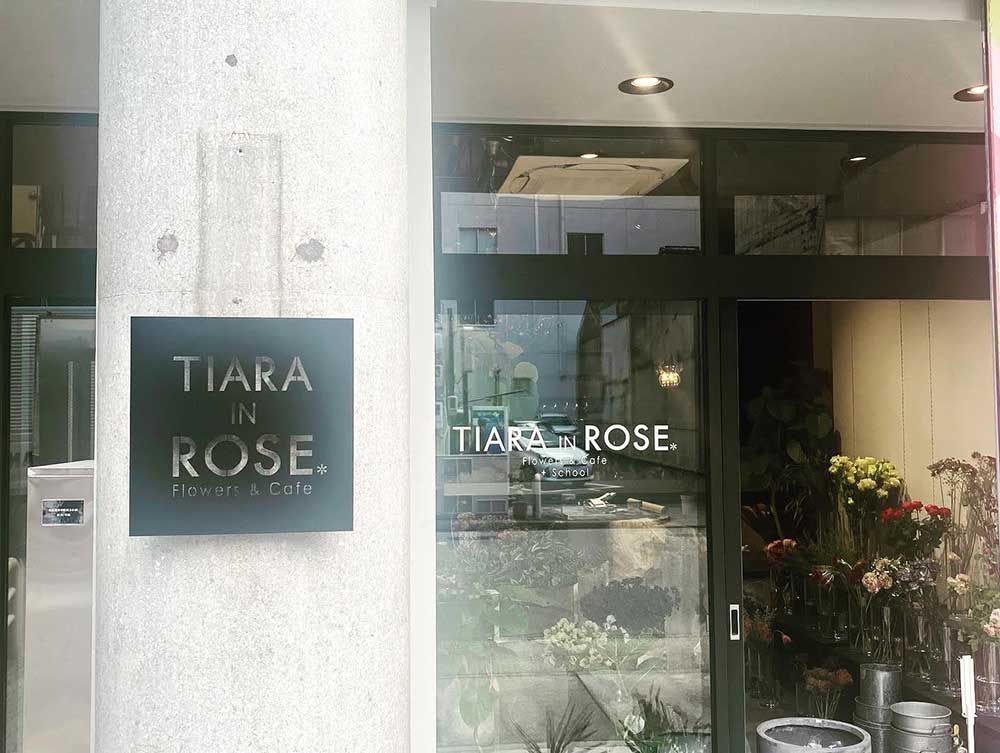 TIARA
IN
ROSE*
Flowers & Cafe
TIARA IN ROSE*
Flowers & Cafe
+ School